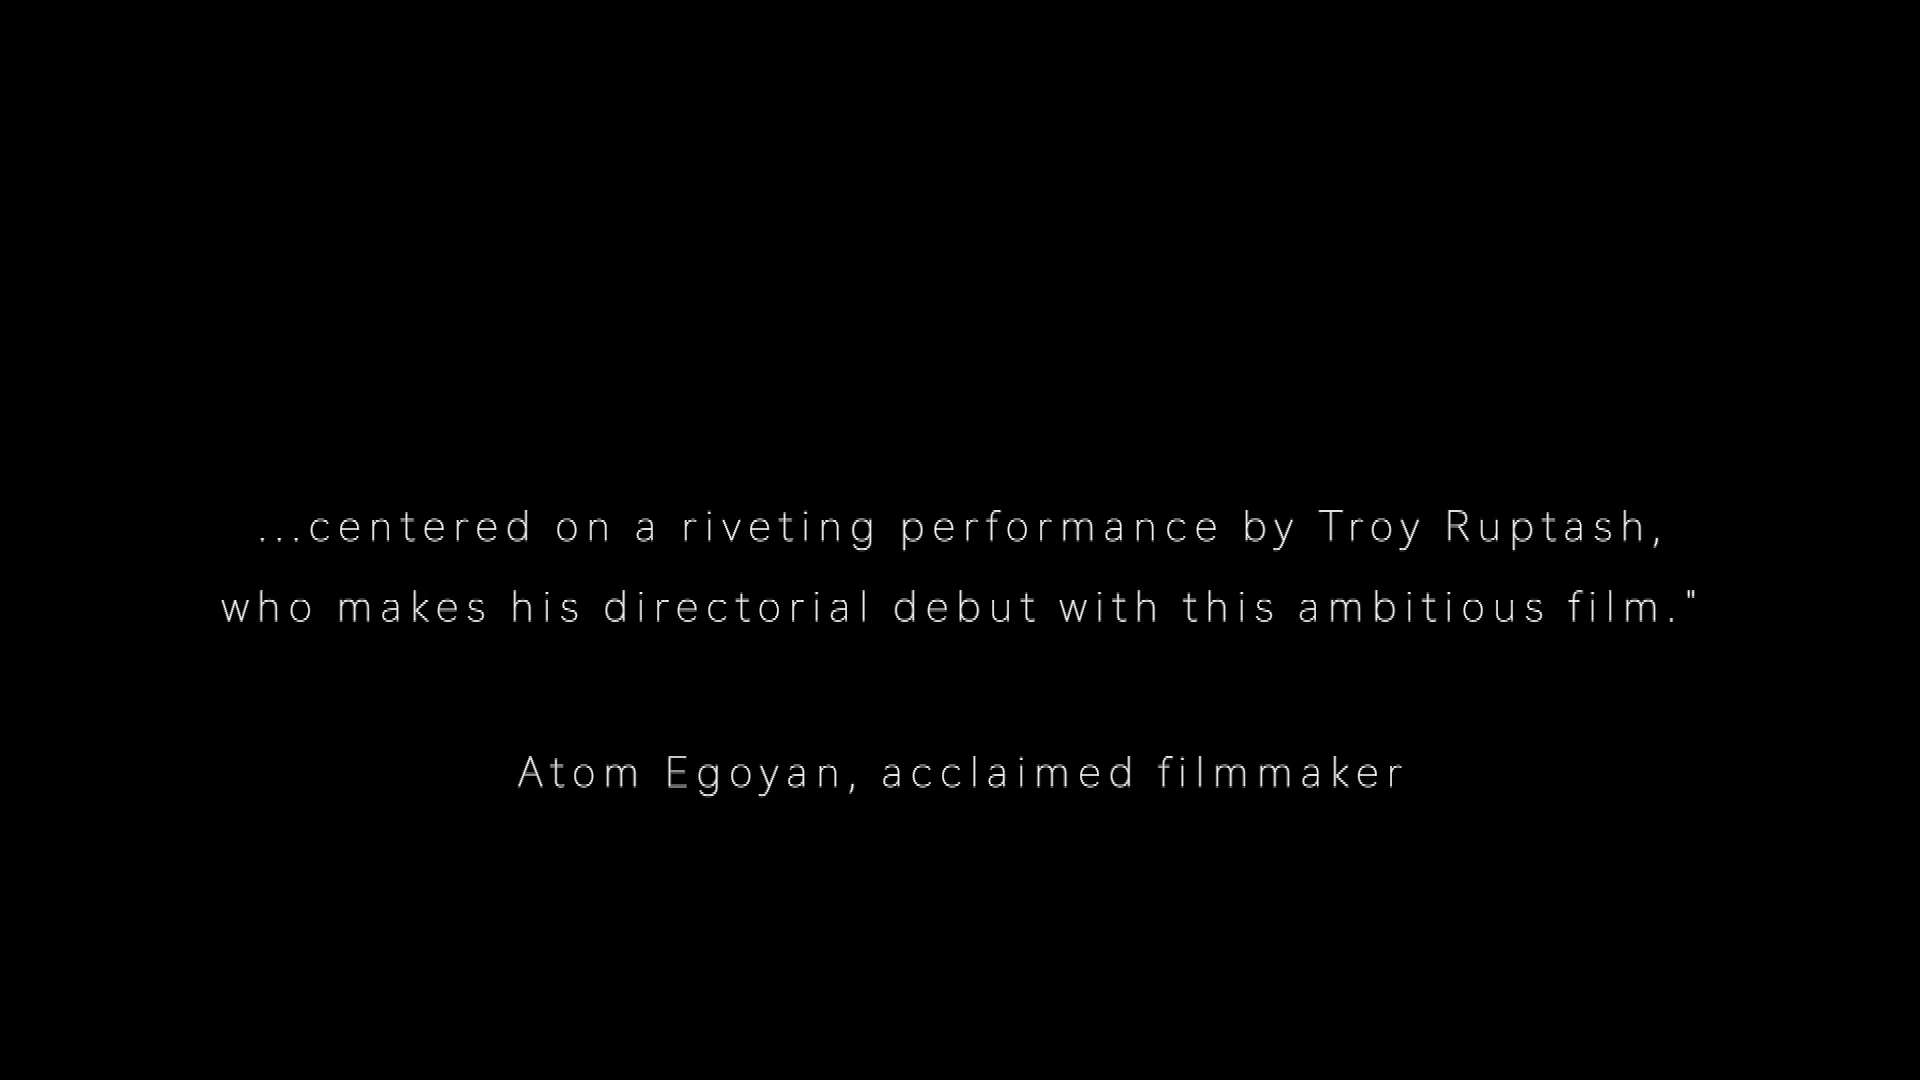 ...centered on a riveting performance by Troy Ruptash,
who makes his directorial debut with this ambitious film."
Atom Egoyan, acclaimed filmmaker